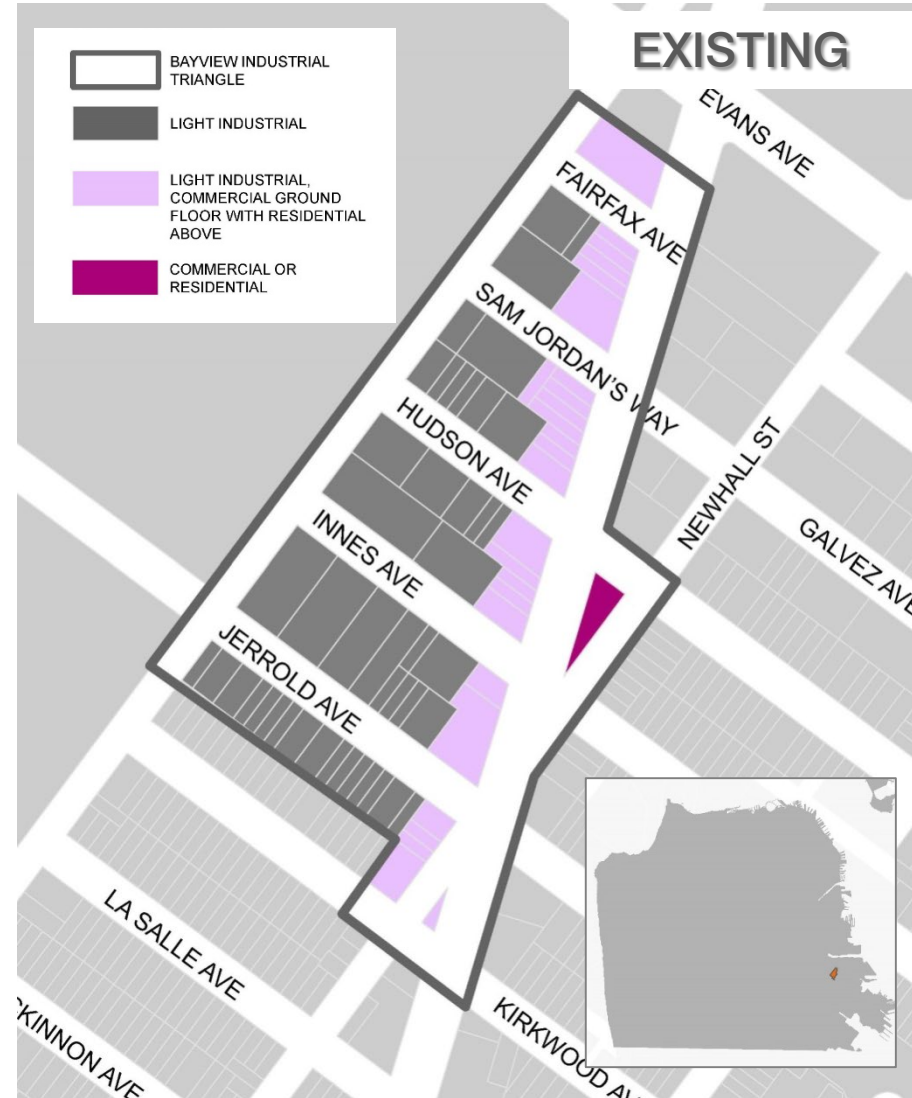 EXISTING
BAYVIEW INDUSTRIAL
TRIANGLE
LIGHT INDUSTRIAL
LIGHT INDUSTRIAL,
COMMERCIAL GROUND
FLOOR WITH RESIDENTIAL
ABOVE
COMMERCIAL OR
RESIDENTIAL
EVANS AVE
FAIRFAX AVE
SAM JORDAN'S WAY
HUDSON AVE
NEWHALL ST
GALVEZ AVE
INNES AVE
JERROLD AVE
LA SALLE AVE
CKINNON AVE
KIRKWOOD AV